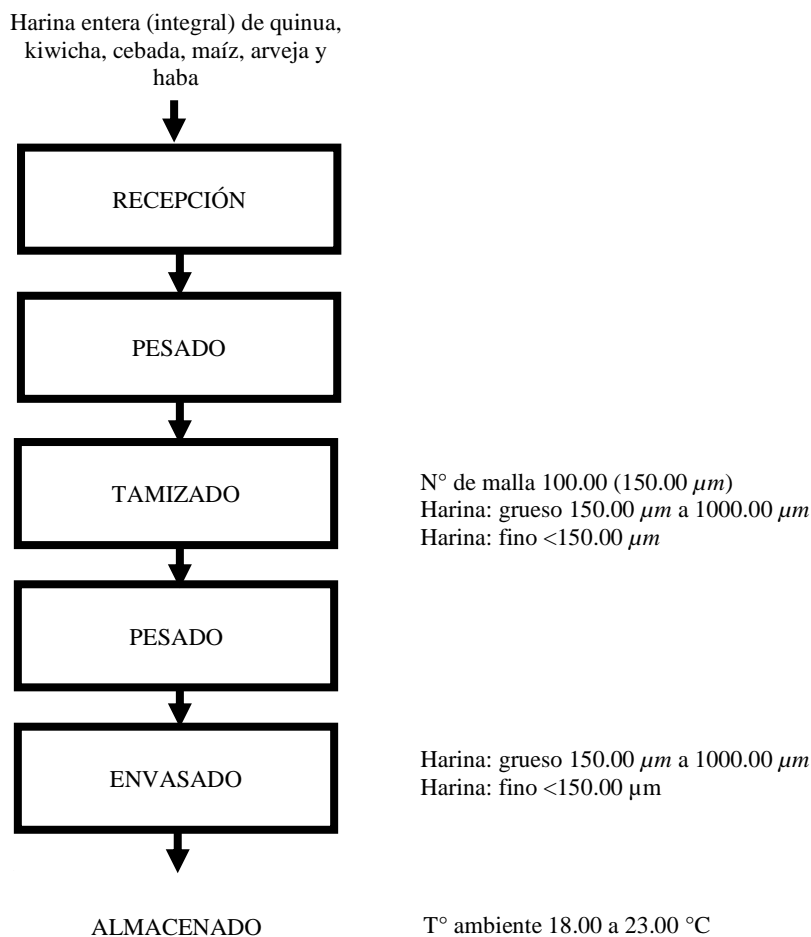 Harina entera (integral) de quinua,
kiwicha, cebada, maíz, arveja y
haba
RECEPCIÓN
PESADO
TAMIZADO
N° de malla 100.00 (150.00 µm)
Harina: grueso 150.00 µm a 1000.00 µm
Harina: fino <150.00 µm
PESADO
ENVASADO
Harina: grueso 150.00 µm a 1000.00 µm
Harina: fino <150.00 µm
ALMACENADO
T° ambiente 18.00 a 23.00 °C